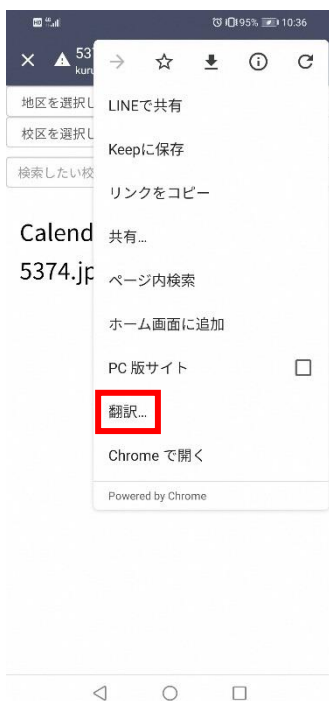 95% 10:36
53
kuru
地区を選択し
校区を選択し
検索したい校
Calend
5374.jp
LINEで共有
Keepに保存
リンクをコピー
共有...
ページ内検索
ホーム画面に追加
PC 版サイト
翻訳...
Chrome で開く
Powered by Chrome